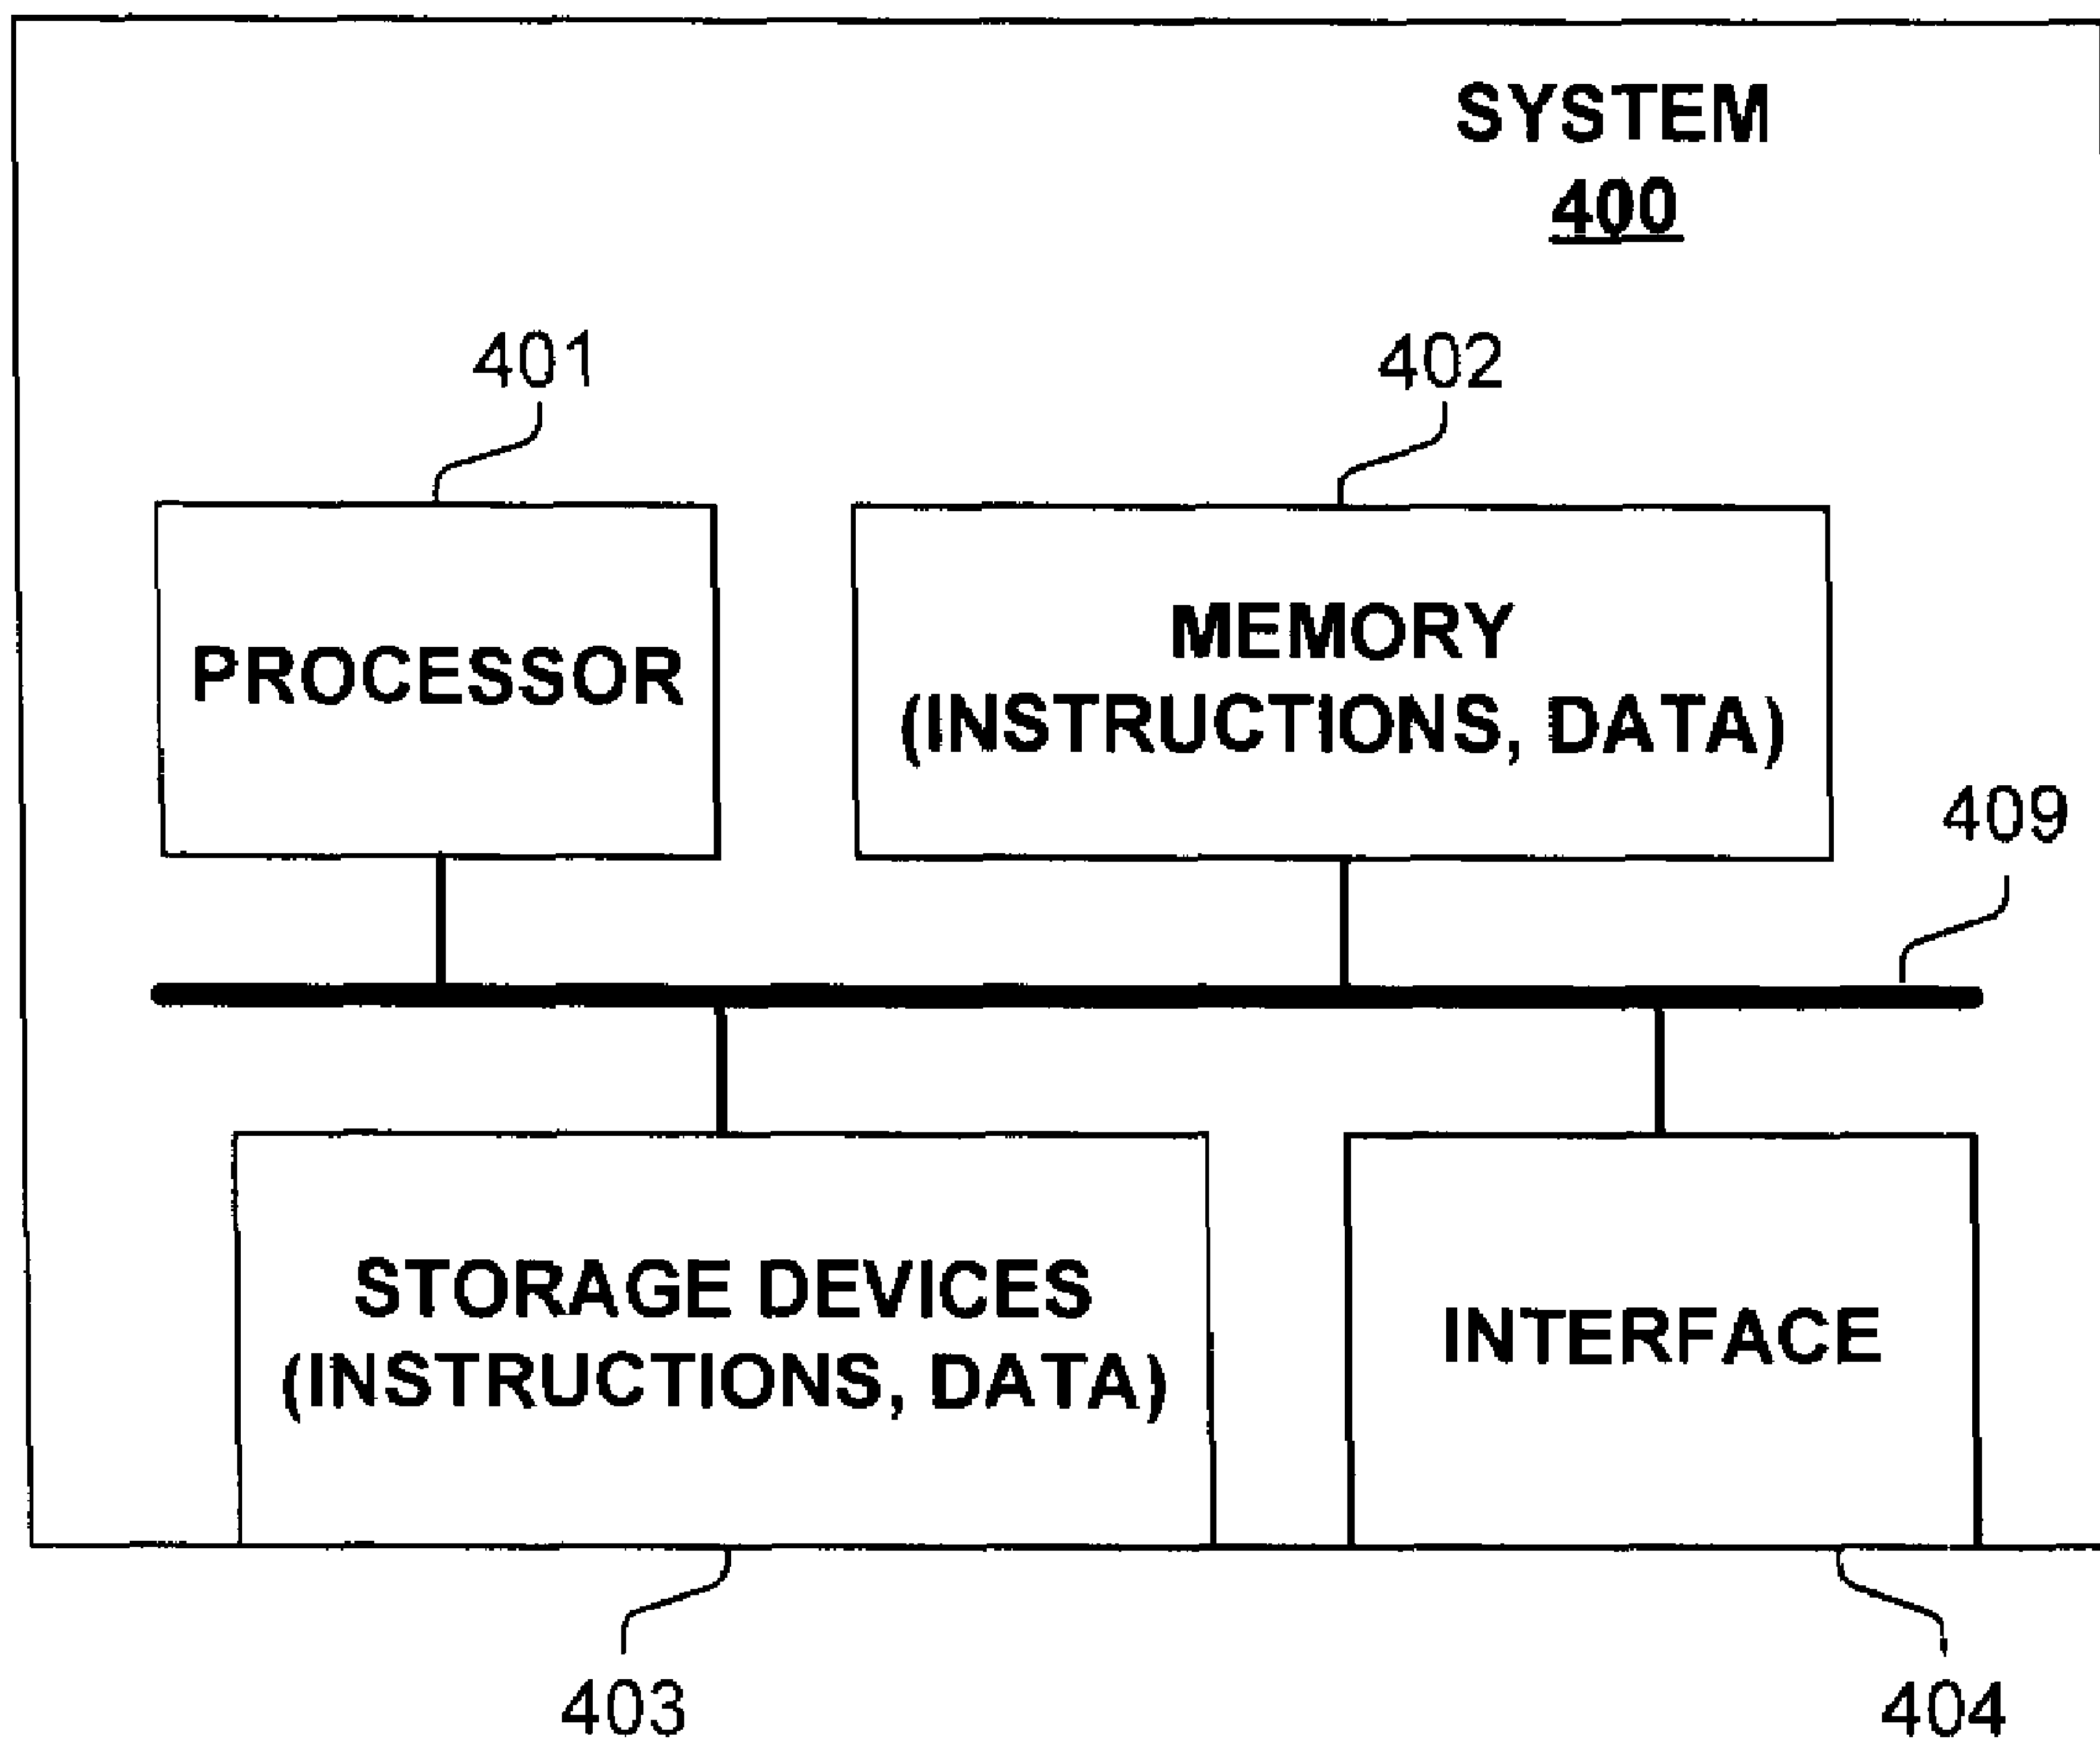 SYSTEM
400
401
402
PROCESSOR
MEMORY
(INSTRUCTIONS, DATA)
409
STORAGE DEVICES
(INSTRUCTIONS, DATA)
INTERFACE
403
404